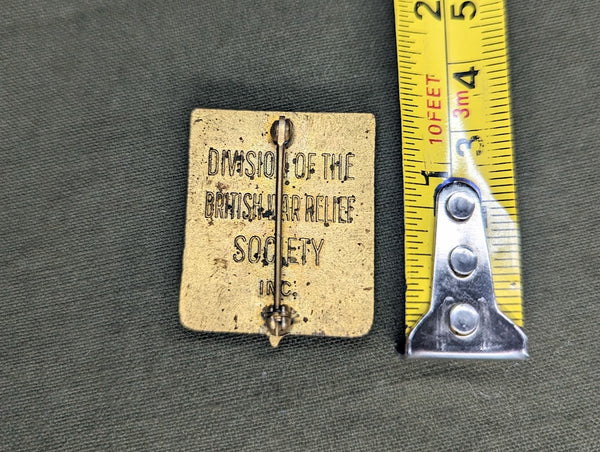 DIVISION OF THE
BRITISH WAR RELIEF
SOCIETY
INC.
2 5
10FEET 3m
4
3
1